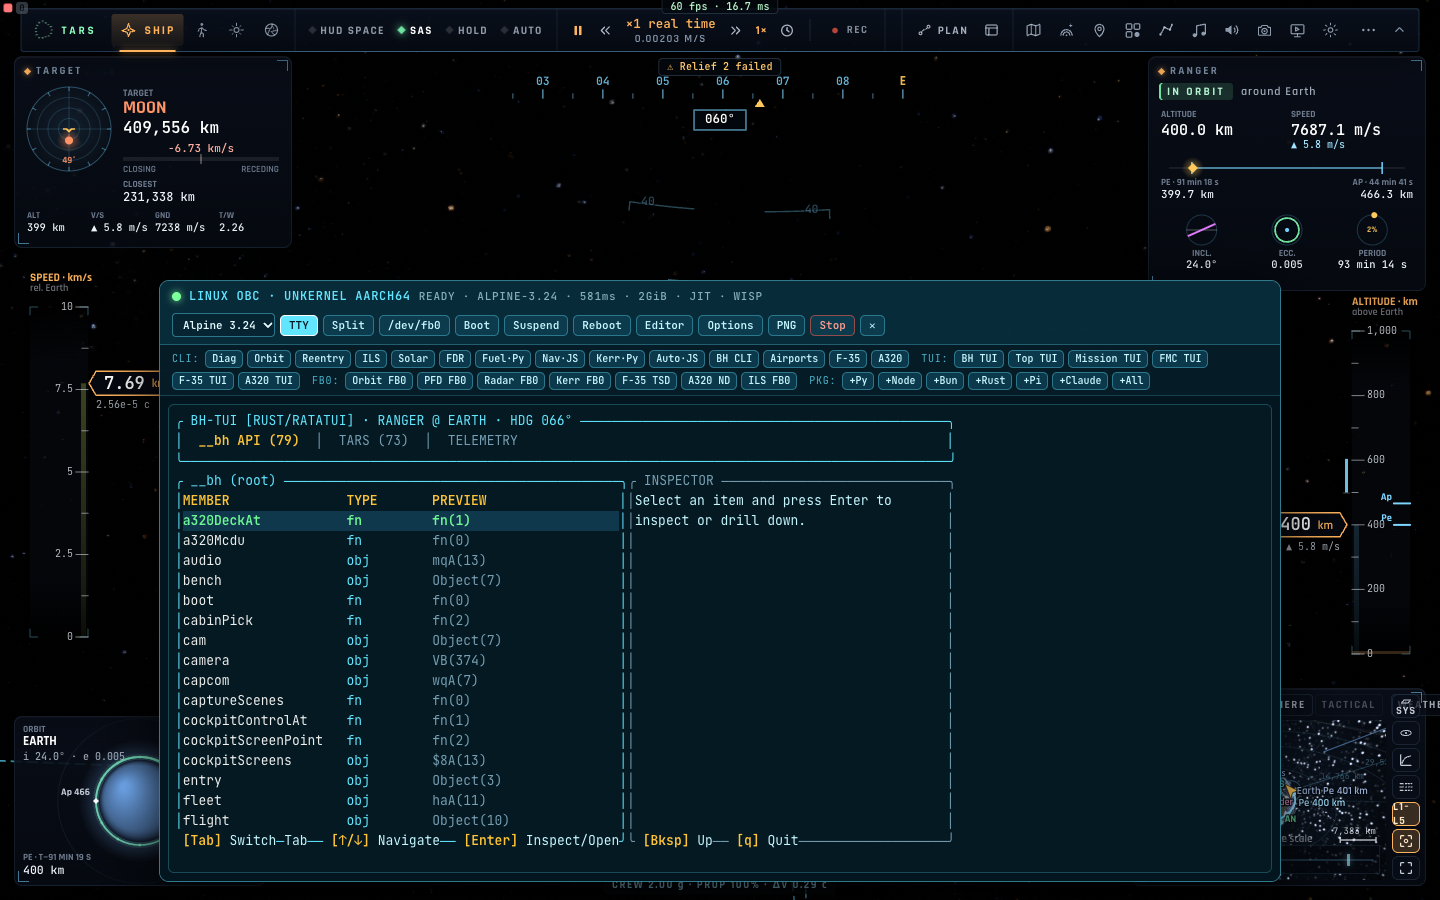 60 fps · 16.7 ms
TARS
SHIP
HUD SPACE
SAS
HOLD
AUTO
×1 real time
0.00203 M/S
1×
REC
PLAN
⚠ Relief 2 failed
TARGET
TARGET
MOON
409,556 km
-6.73 km/s
CLOSING RECEDING
49°
CLOSEST
231,338 km
ALT V/S GND T/W
399 km ▲ 5.8 m/s 7238 m/s 2.26
03 04 05 06 07 08 E
060°
40 40
RANGER
IN ORBIT around Earth
ALTITUDE SPEED
400.0 km 7687.1 m/s
▲ 5.8 m/s
PE · 91 min 18 s AP · 44 min 41 s
399.7 km 466.3 km
2%
INCL. ECC. PERIOD
24.0° 0.005 93 min 14 s
SPEED · km/s
rel. Earth
10
7.5
5
2.5
0
7.69
2.56e-5 c
LINUX OBC · UNKERNEL AARCH64 READY · ALPINE-3.24 · 581ms · 2GiB · JIT · WISP
Alpine 3.24 TTY Split /dev/fb0 Boot Suspend Reboot Editor Options PNG Stop ×
CLI: Diag Orbit Reentry ILS Solar FDR Fuel·Py Nav·JS Kerr·Py Auto·JS BH CLI Airports F-35 A320 TUI: BH TUI Top TUI Mission TUI FMC TUI
F-35 TUI A320 TUI FB0: Orbit FB0 PFD FB0 Radar FB0 Kerr FB0 F-35 TSD A320 ND ILS FB0 PKG: +Py +Node +Bun +Rust +Pi +Claude +All
BH-TUI [RUST/RATATUI] · RANGER @ EARTH · HDG 066°
__bh API (79) │ TARS (73) │ TELEMETRY
__bh (root) INSPECTOR
MEMBER TYPE PREVIEW Select an item and press Enter to
a320DeckAt fn fn(1) inspect or drill down.
a320Mcdu fn fn(0)
audio obj mqA(13)
bench obj Object(7)
boot fn fn(0)
cabinPick fn fn(2)
cam obj Object(7)
camera obj VB(374)
capcom obj wqA(7)
captureScenes fn fn(0)
cockpitControlAt fn fn(1)
cockpitScreenPoint fn fn(2)
cockpitScreens obj $8A(13)
entry obj Object(3)
fleet obj haA(11)
flight obj Object(10)
[Tab] Switch-Tab [↑/↓] Navigate [Enter] Inspect/Open [Bksp] Up [q] Quit
ALTITUDE · km
above Earth
1,000
800
600
400
200
0
Ap
Pe
400 km
▲ 5.8 m/s
ORBIT
EARTH
i 24.0° · e 0.005
Ap 466
PE · T−91 MIN 19 S
400 km
TACTICAL
SYS
Earth Pe 401 km
Pe 400 km
7,383 km
L1-L5
CREW 2.00 g · PROP 100% · ΔV 0.29 c